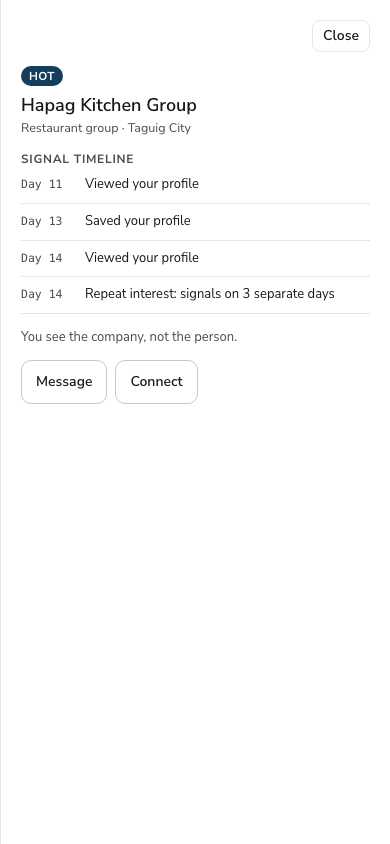 Close
HOT
Hapag Kitchen Group
Restaurant group · Taguig City
SIGNAL TIMELINE
Day 11 Viewed your profile
Day 13 Saved your profile
Day 14 Viewed your profile
Day 14 Repeat interest: signals on 3 separate days
You see the company, not the person.
Message Connect